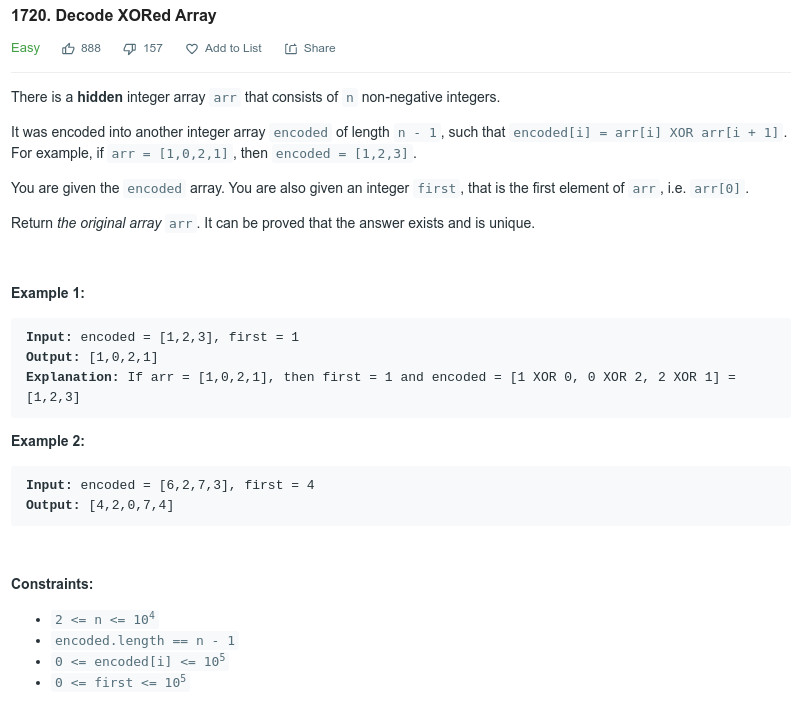 1720. Decode XORed Array
Easy 888 157 Add to List Share
There is a hidden integer array arr that consists of n non-negative integers.
It was encoded into another integer array encoded of length n - 1, such that encoded[i] = arr[i] XOR arr[i + 1].
For example, if arr = [1,0,2,1], then encoded = [1,2,3].
You are given the encoded array. You are also given an integer first, that is the first element of arr, i.e. arr[0].
Return the original array arr. It can be proved that the answer exists and is unique.
Example 1:
Input: encoded = [1,2,3], first = 1
Output: [1,0,2,1]
Explanation: If arr = [1,0,2,1], then first = 1 and encoded = [1 XOR 0, 0 XOR 2, 2 XOR 1] =
[1,2,3]
Example 2:
Input: encoded = [6,2,7,3], first = 4
Output: [4,2,0,7,4]
Constraints:
• 2 <= n <= 10⁴
• encoded.length == n - 1
• 0 <= encoded[i] <= 10⁵
• 0 <= first <= 10⁵